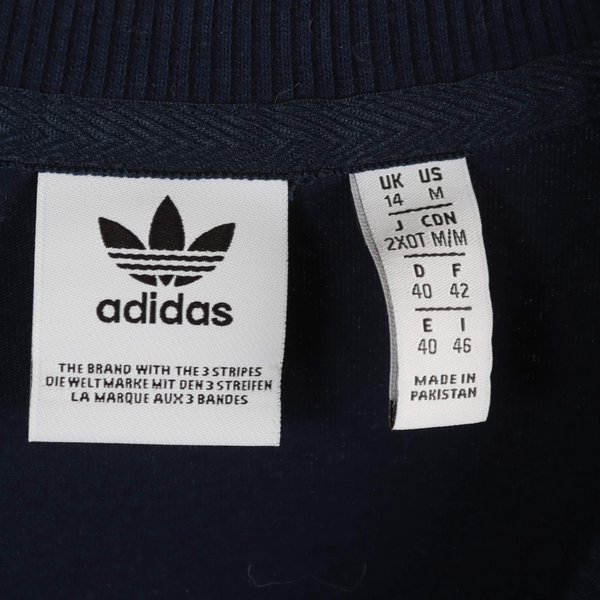 adidas
THE BRAND WITH THE 3 STRIPES
DIE WELTMARKE MIT DEN 3 STREIFEN
LA MARQUE AUX 3 BANDES
UK US
14 M
J CDN
2XOT M/M
D F
40 42
E I
40 46
MADE IN
PAKISTAN